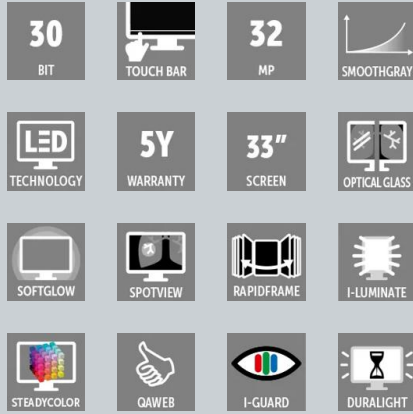 30
BIT
TOUCH BAR
32
MP
SMOOTHGRAY
LED
TECHNOLOGY
5Y
WARRANTY
33"
SCREEN
OPTICAL GLASS
SOFTGLOW
SPOTVIEW
RAPIDFRAME
I-LUMINATE
STEADYCOLOR
QAWEB
I-GUARD
DURALIGHT